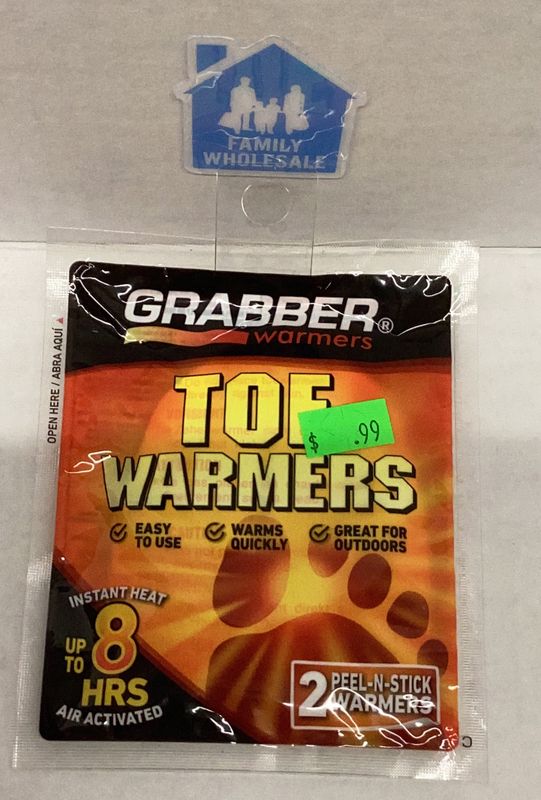 FAMILY
WHOLESALE
GRABBER®
warmers
OPEN HERE / ABRA AQUÍ
TOE
$ .99
WARMERS
EASY
TO USE
WARMS
QUICKLY
GREAT FOR
OUTDOORS
INSTANT HEAT
UP
TO
8
HRS
AIR ACTIVATED
2
PEEL-N-STICK
WARMERS